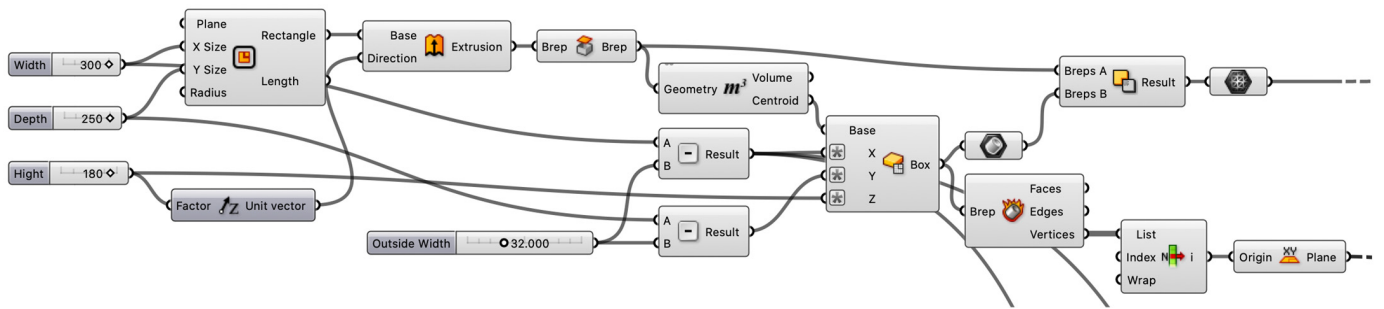 Width 300
Depth 250
Hight 180
Factor Z Unit vector
Plane
X Size
Y Size
Radius
Rectangle
Length
Base
Direction
Extrusion
Brep Brep
Geometry m³
Volume
Centroid
A
B
- Result
A
B
- Result
Outside Width 32.000
Base
X
Y
Z
Box
Breps A
Breps B
Result
Brep
Faces
Edges
Vertices
List
Index N i
Wrap
Origin XY Plane